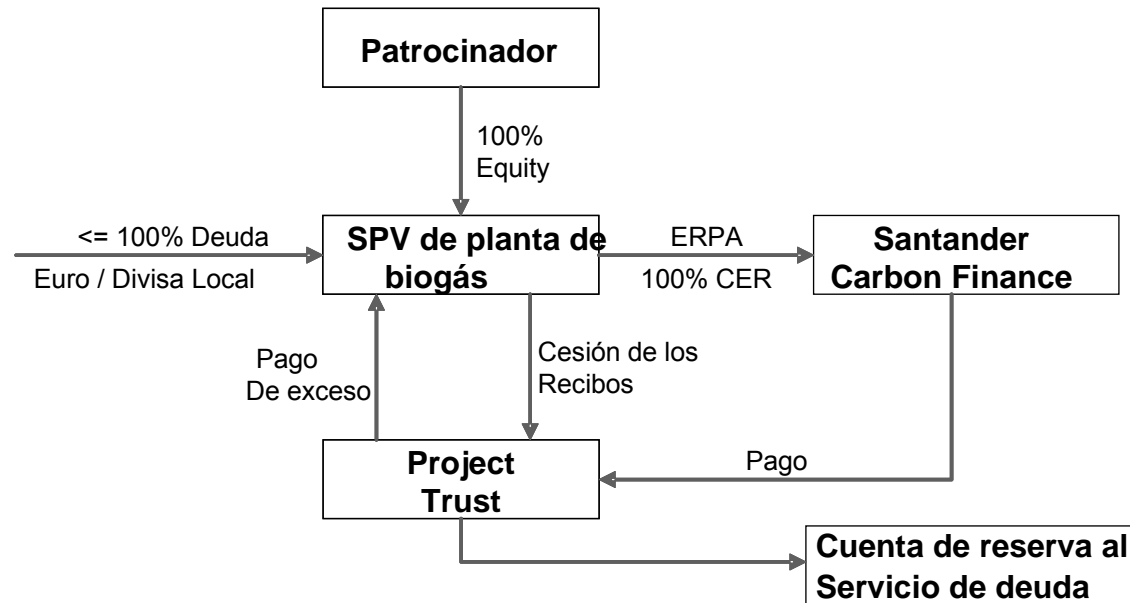 Patrocinador
100%
Equity
<= 100% Deuda
Euro / Divisa Local
SPV de planta de
biogás
ERPA
100% CER
Santander
Carbon Finance
Pago
De exceso
Cesión de los
Recibos
Project
Trust
Pago
Cuenta de reserva al
Servicio de deuda